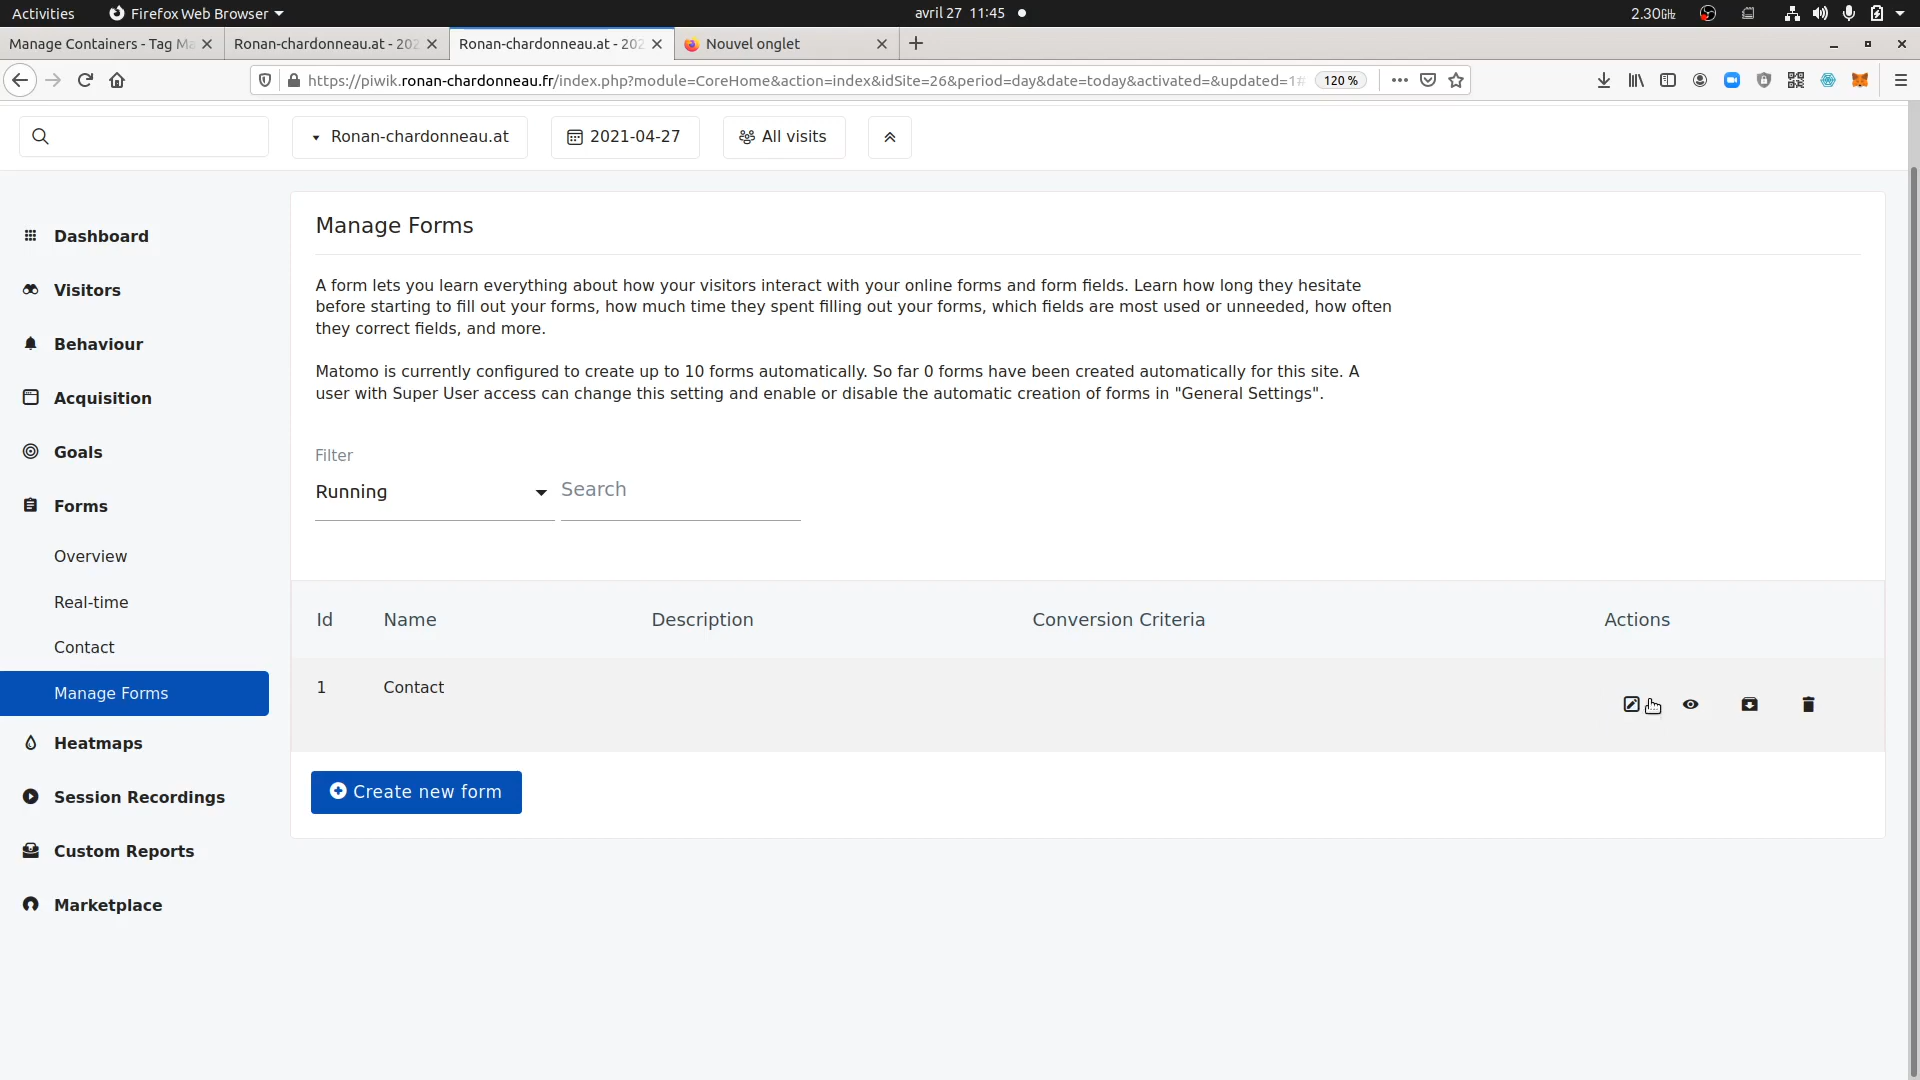 Activities
Firefox Web Browser
avril 27 11:45
2.30GHz
Manage Containers - Tag Ma
Ronan-chardonneau.at - 202
Ronan-chardonneau.at - 202
Nouvel onglet
https://piwik.ronan-chardonneau.fr/index.php?module=CoreHome&action=index&idSite=26&period=day&date=today&activated=&updated=1#
120 %
Ronan-chardonneau.at
2021-04-27
All visits
Dashboard
Visitors
Behaviour
Acquisition
Goals
Forms
Overview
Real-time
Contact
Manage Forms
Heatmaps
Session Recordings
Custom Reports
Marketplace
Manage Forms
A form lets you learn everything about how your visitors interact with your online forms and form fields. Learn how long they hesitate
before starting to fill out your forms, how much time they spent filling out your forms, which fields are most used or unneeded, how often
they correct fields, and more.
Matomo is currently configured to create up to 10 forms automatically. So far 0 forms have been created automatically for this site. A
user with Super User access can change this setting and enable or disable the automatic creation of forms in "General Settings".
Filter
Running
Search
Id Name Description Conversion Criteria Actions
1 Contact
Create new form